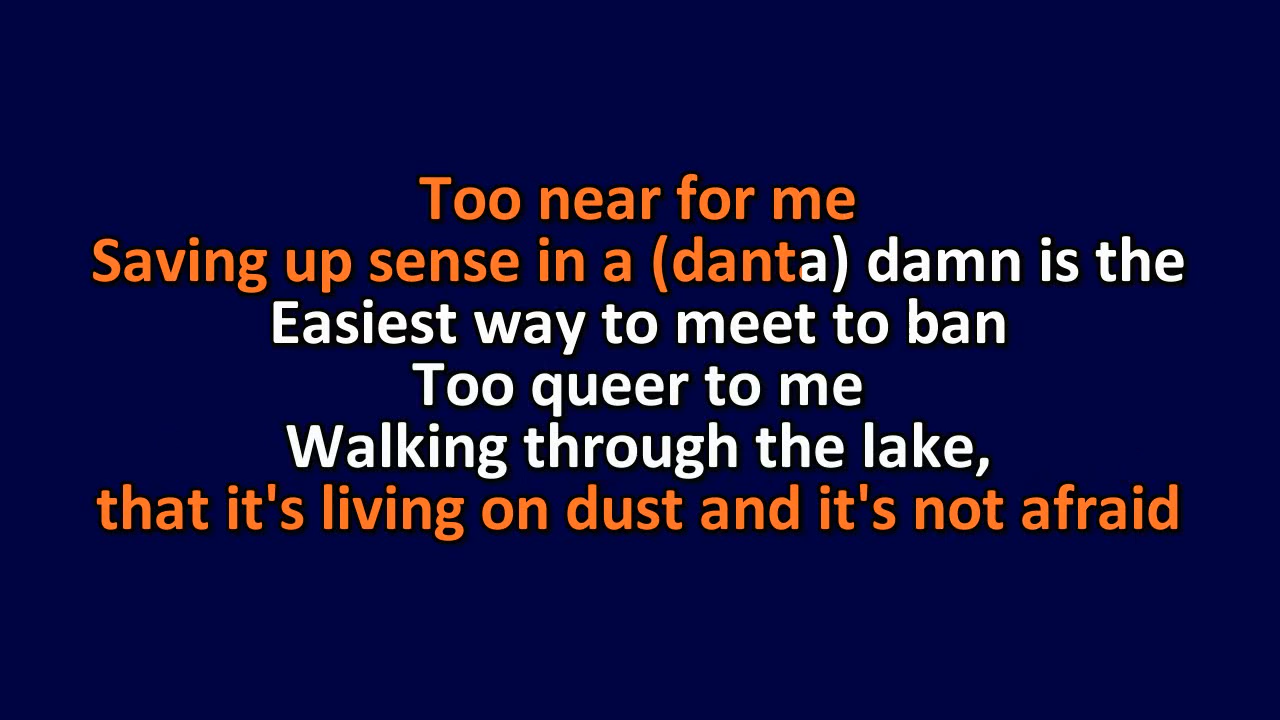 Too near for me
Saving up sense in a (danta) damn is the
Easiest way to meet to ban
Too queer to me
Walking through the lake,
that it's living on dust and it's not afraid